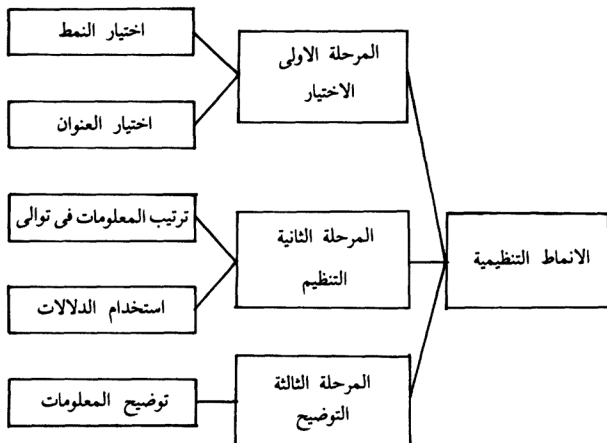 الانماط التنظيمية
المرحلة الاولى
الاختيار
اختيار النمط
اختيار العنوان
المرحلة الثانية
التنظيم
ترتيب المعلومات فى توالى
استخدام الدلالات
المرحلة الثالثة
التوضيح
توضيح المعلومات